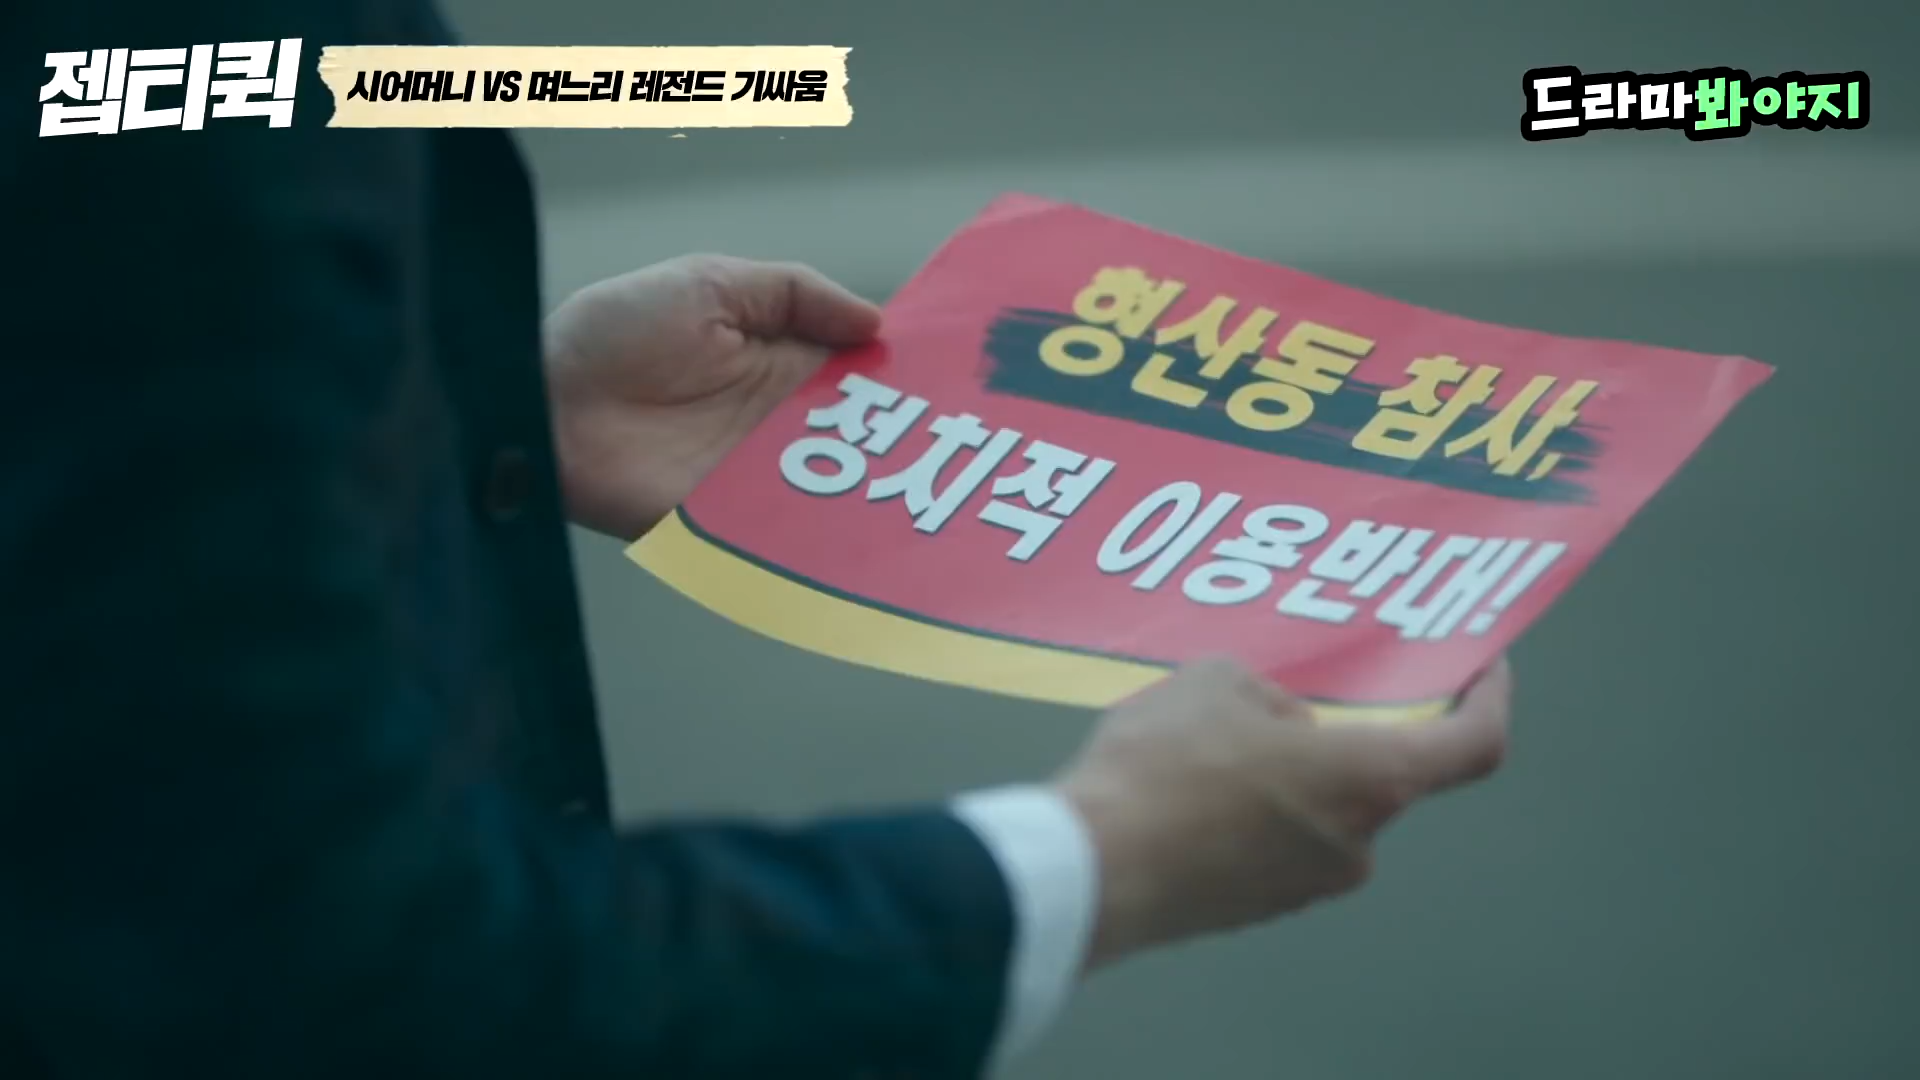 젭티퀵
시어머니 VS 며느리 레전드 기싸움
드라마봐야지
형산동 참사,
정치적 이용반대!